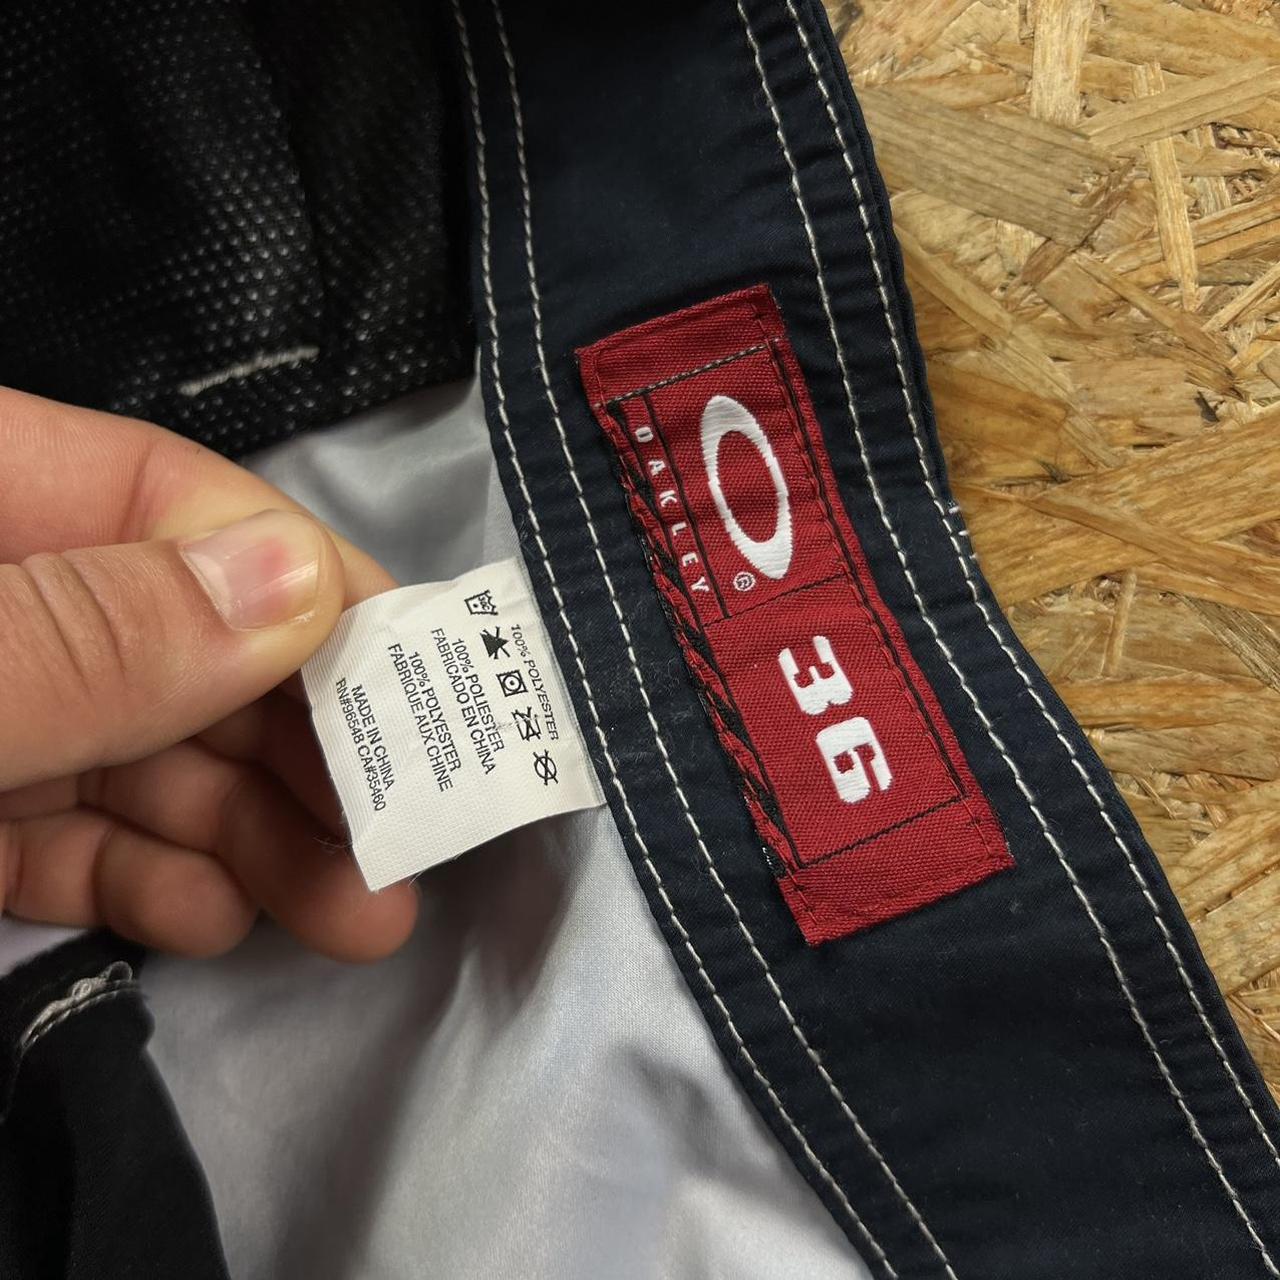 OAKLEY
®
36
100% POLYESTER
100% POLIESTER
FABRICADO EN CHINA
100% POLYESTER
FABRIQUE AUX CHINE
MADE IN CHINA
RN#96548 CA#35460